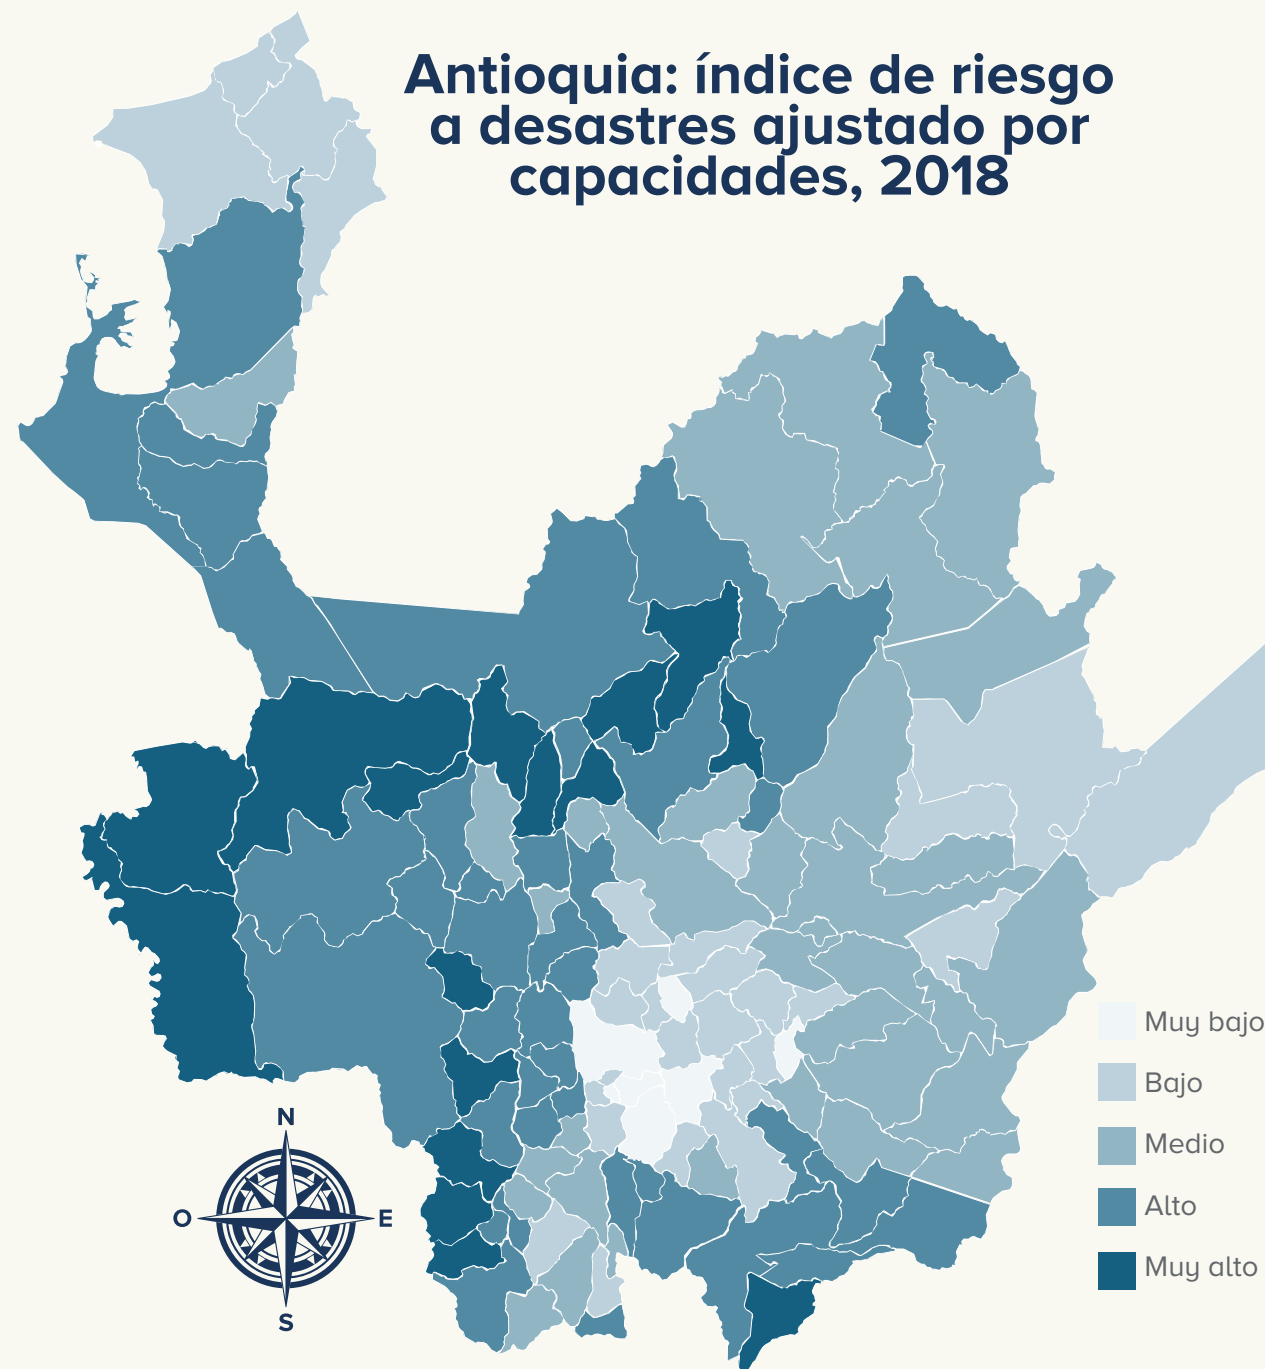 Antioquia: índice de riesgo
a desastres ajustado por
capacidades, 2018
Muy bajo
Bajo
Medio
Alto
Muy alto
N
O
E
S